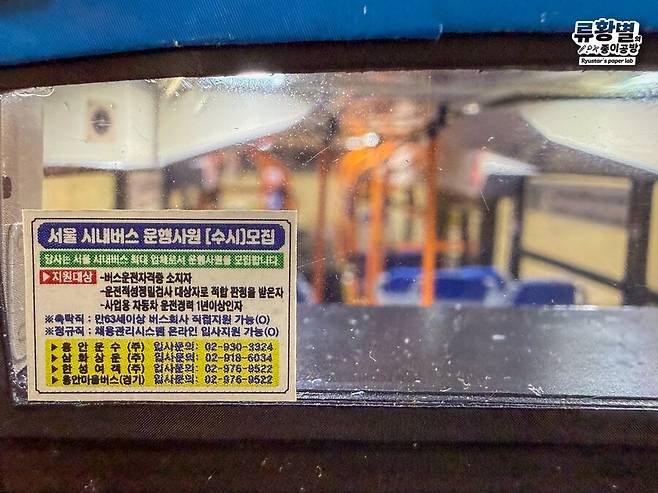 류황별의
종이공방
Ryustar's paper lab
서울 시내버스 운행사원 [수시]모집
당사는 서울 시내버스 최대 업체로서 운행사원을 모집합니다.
▶지원대상 -버스운전자격증 소지자
-운전적성정밀검사 대상자로 적합 판정을 받은자
-사업용 자동차 운전경력 1년이상인자
※촉탁직 : 만63세이상 버스회사 직접지원 가능(O)
※정규직: 채용관리시스템 온라인 입사지원 가능(O)
▶흥안운수(주) 입사문의: 02-930-3324
▶삼화상운(주) 입사문의: 02-918-6034
▶한성여객(주) 입사문의: 02-976-9522
▶흥안마을버스(경기) 입사문의: 02-976-9522